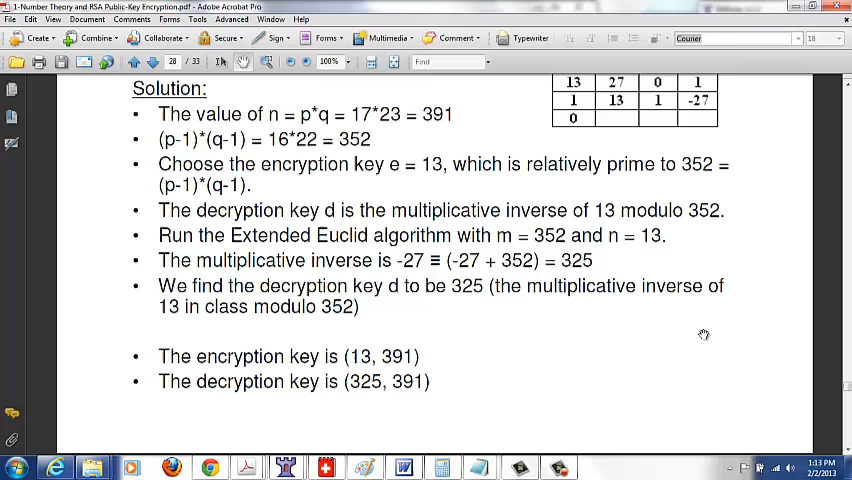 1-Number Theory and RSA Public-Key Encryption.pdf - Adobe Acrobat Pro
File Edit View Document Comments Forms Tools Advanced Window Help
Create Combine Collaborate Secure Sign Forms Multimedia Comment Typewriter Courier 18
28 / 33 100% Find
13 27 0 1
1 13 1 -27
0
Solution:
• The value of n = p*q = 17*23 = 391
• (p-1)*(q-1) = 16*22 = 352
• Choose the encryption key e = 13, which is relatively prime to 352 =
(p-1)*(q-1).
• The decryption key d is the multiplicative inverse of 13 modulo 352.
• Run the Extended Euclid algorithm with m = 352 and n = 13.
• The multiplicative inverse is -27 ≡ (-27 + 352) = 325
• We find the decryption key d to be 325 (the multiplicative inverse of
13 in class modulo 352)
• The encryption key is (13, 391)
• The decryption key is (325, 391)
1:13 PM
2/2/2013